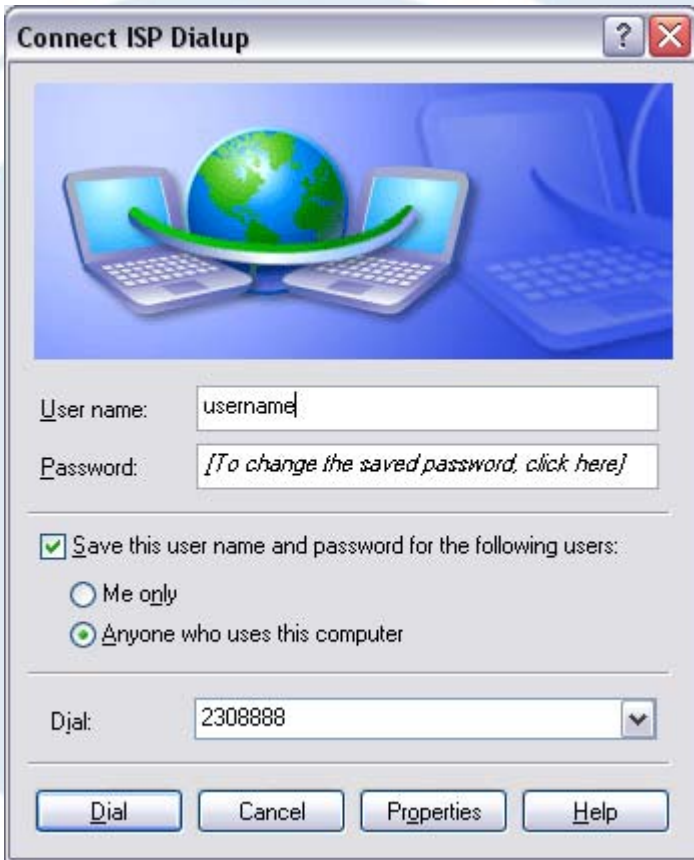 Connect ISP Dialup
User name: username
Password: [To change the saved password, click here]
Save this user name and password for the following users:
Me only
Anyone who uses this computer
Dial: 2308888
Dial Cancel Properties Help